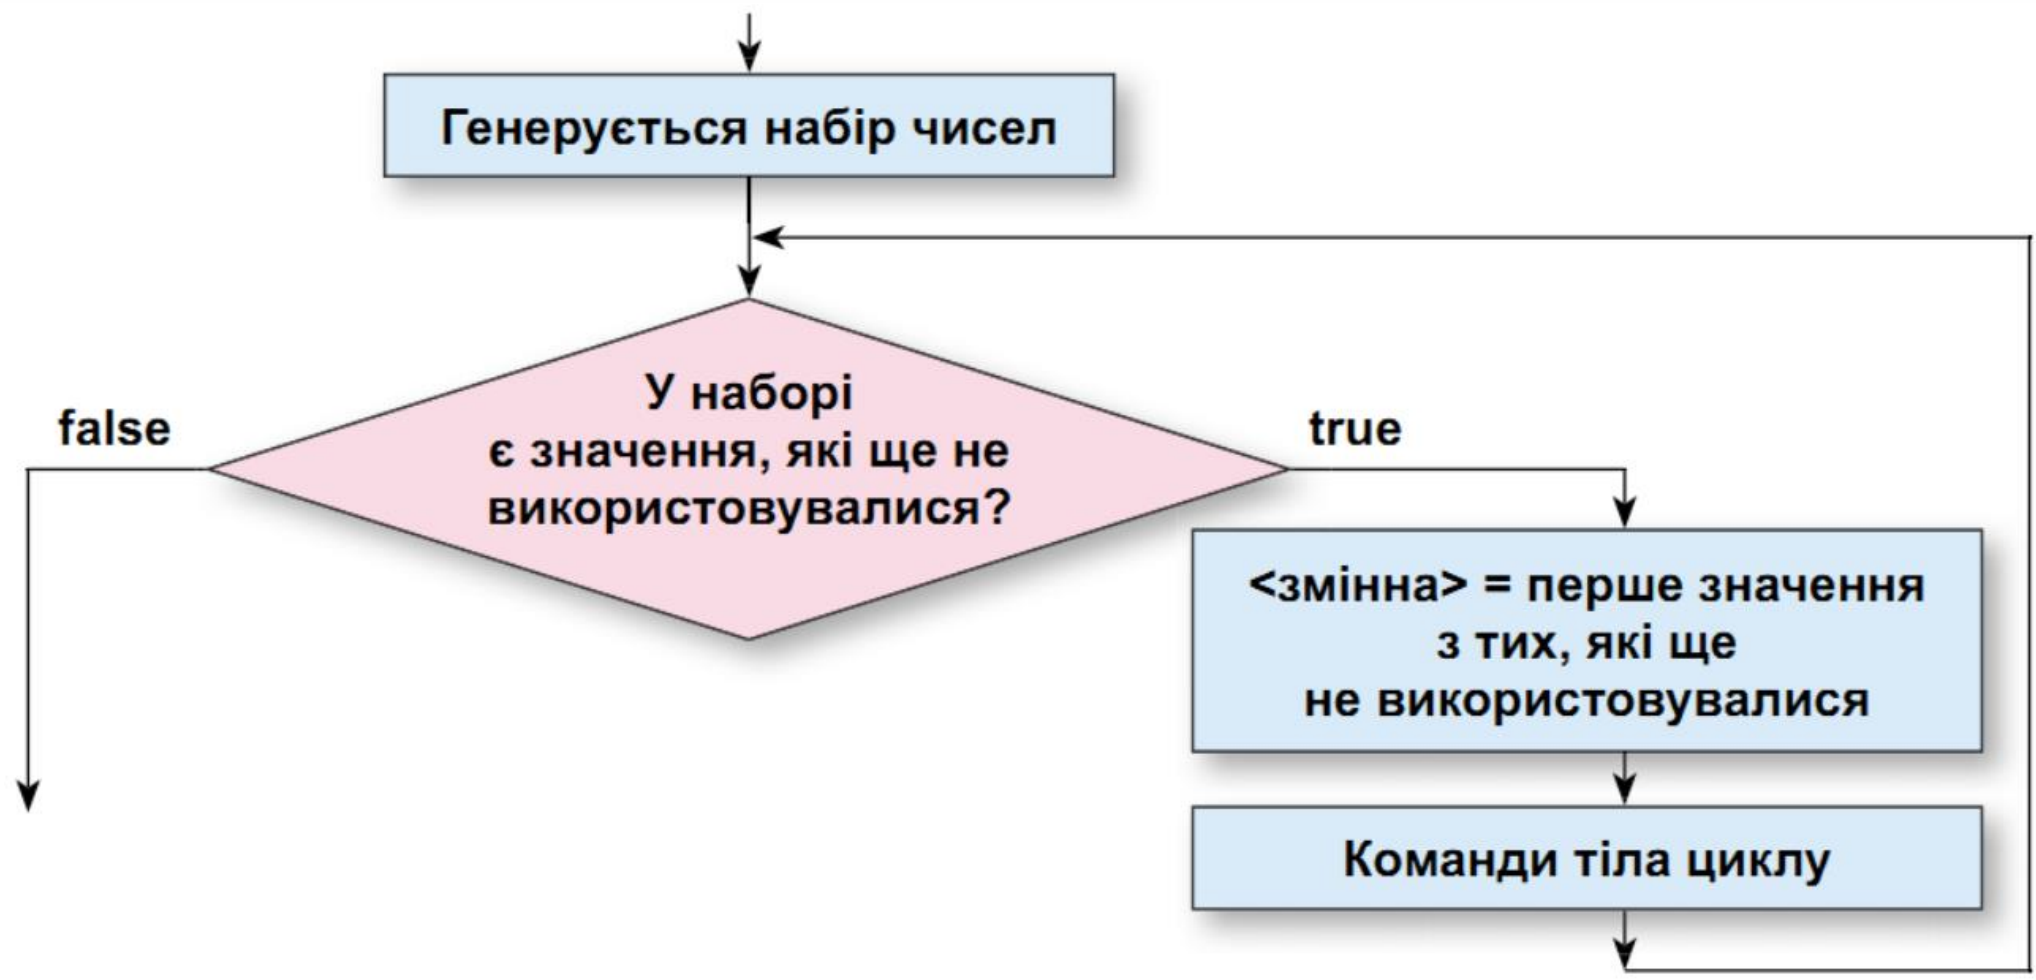 Генерується набір чисел
У наборі
є значення, які ще не
використовувалися?
false
true
<змінна> = перше значення
з тих, які ще
не використовувалися
Команди тіла циклу